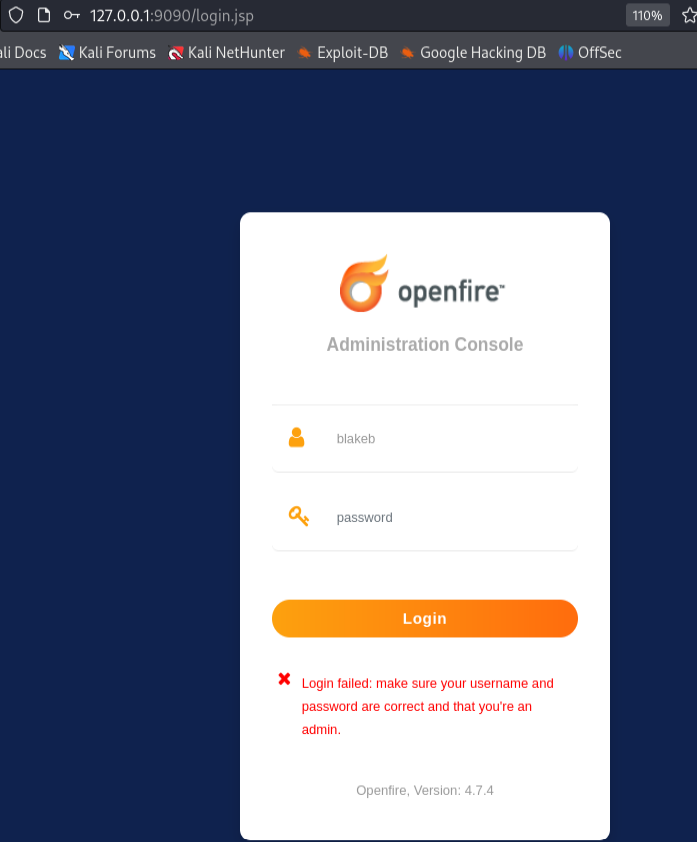 127.0.0.1:9090/login.jsp 110%
ali Docs Kali Forums Kali NetHunter Exploit-DB Google Hacking DB OffSec
openfire™
Administration Console
blakeb
password
Login
Login failed: make sure your username and
password are correct and that you're an
admin.
Openfire, Version: 4.7.4